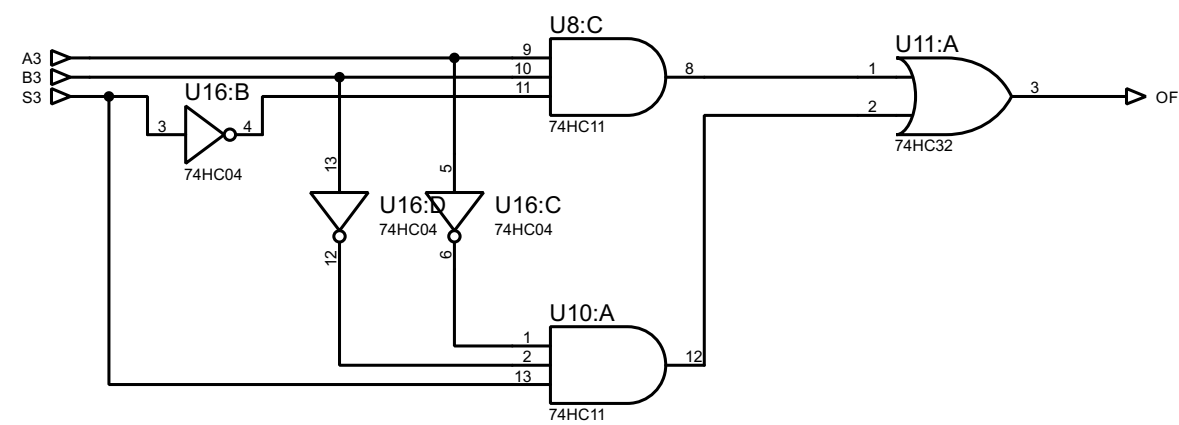 U8:C
U11:A
A3
9
B3
10
8
1
S3
11
3
OF
U16:B
2
3
4
74HC11
74HC32
74HC04
13
5
U16:D
U16:C
74HC04
74HC04
12
6
U10:A
1
2
12
13
74HC11